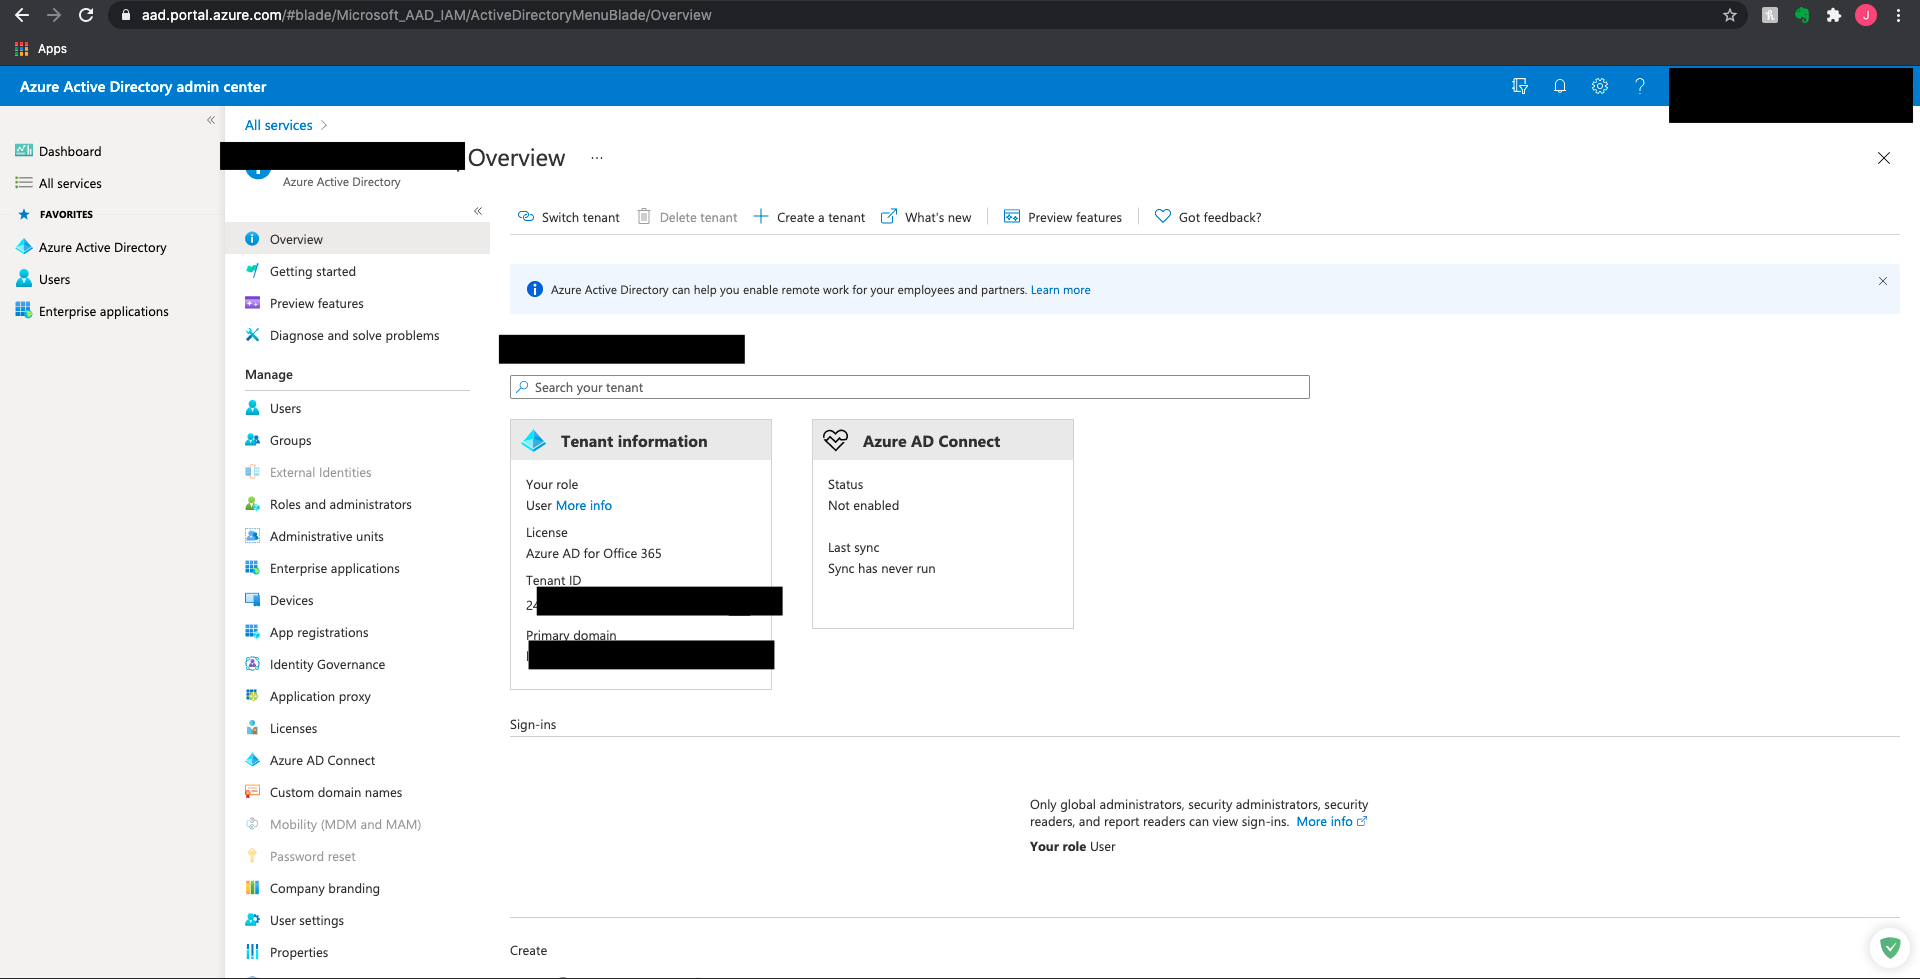 aad.portal.azure.com/#blade/Microsoft_AAD_IAM/ActiveDirectoryMenuBlade/Overview
J
Apps
Azure Active Directory admin center
Dashboard
All services
FAVORITES
Azure Active Directory
Users
Enterprise applications
All services >
Overview ...
Azure Active Directory
Overview
Getting started
Preview features
Diagnose and solve problems
Manage
Users
Groups
External Identities
Roles and administrators
Administrative units
Enterprise applications
Devices
App registrations
Identity Governance
Application proxy
Licenses
Azure AD Connect
Custom domain names
Mobility (MDM and MAM)
Password reset
Company branding
User settings
Properties
Switch tenant Delete tenant Create a tenant What's new Preview features Got feedback?
Azure Active Directory can help you enable remote work for your employees and partners. Learn more
Search your tenant
Tenant information
Your role
User More info
License
Azure AD for Office 365
Tenant ID
Primary domain
Azure AD Connect
Status
Not enabled
Last sync
Sync has never run
Sign-ins
Only global administrators, security administrators, security
readers, and report readers can view sign-ins. More info
Your role User
Create